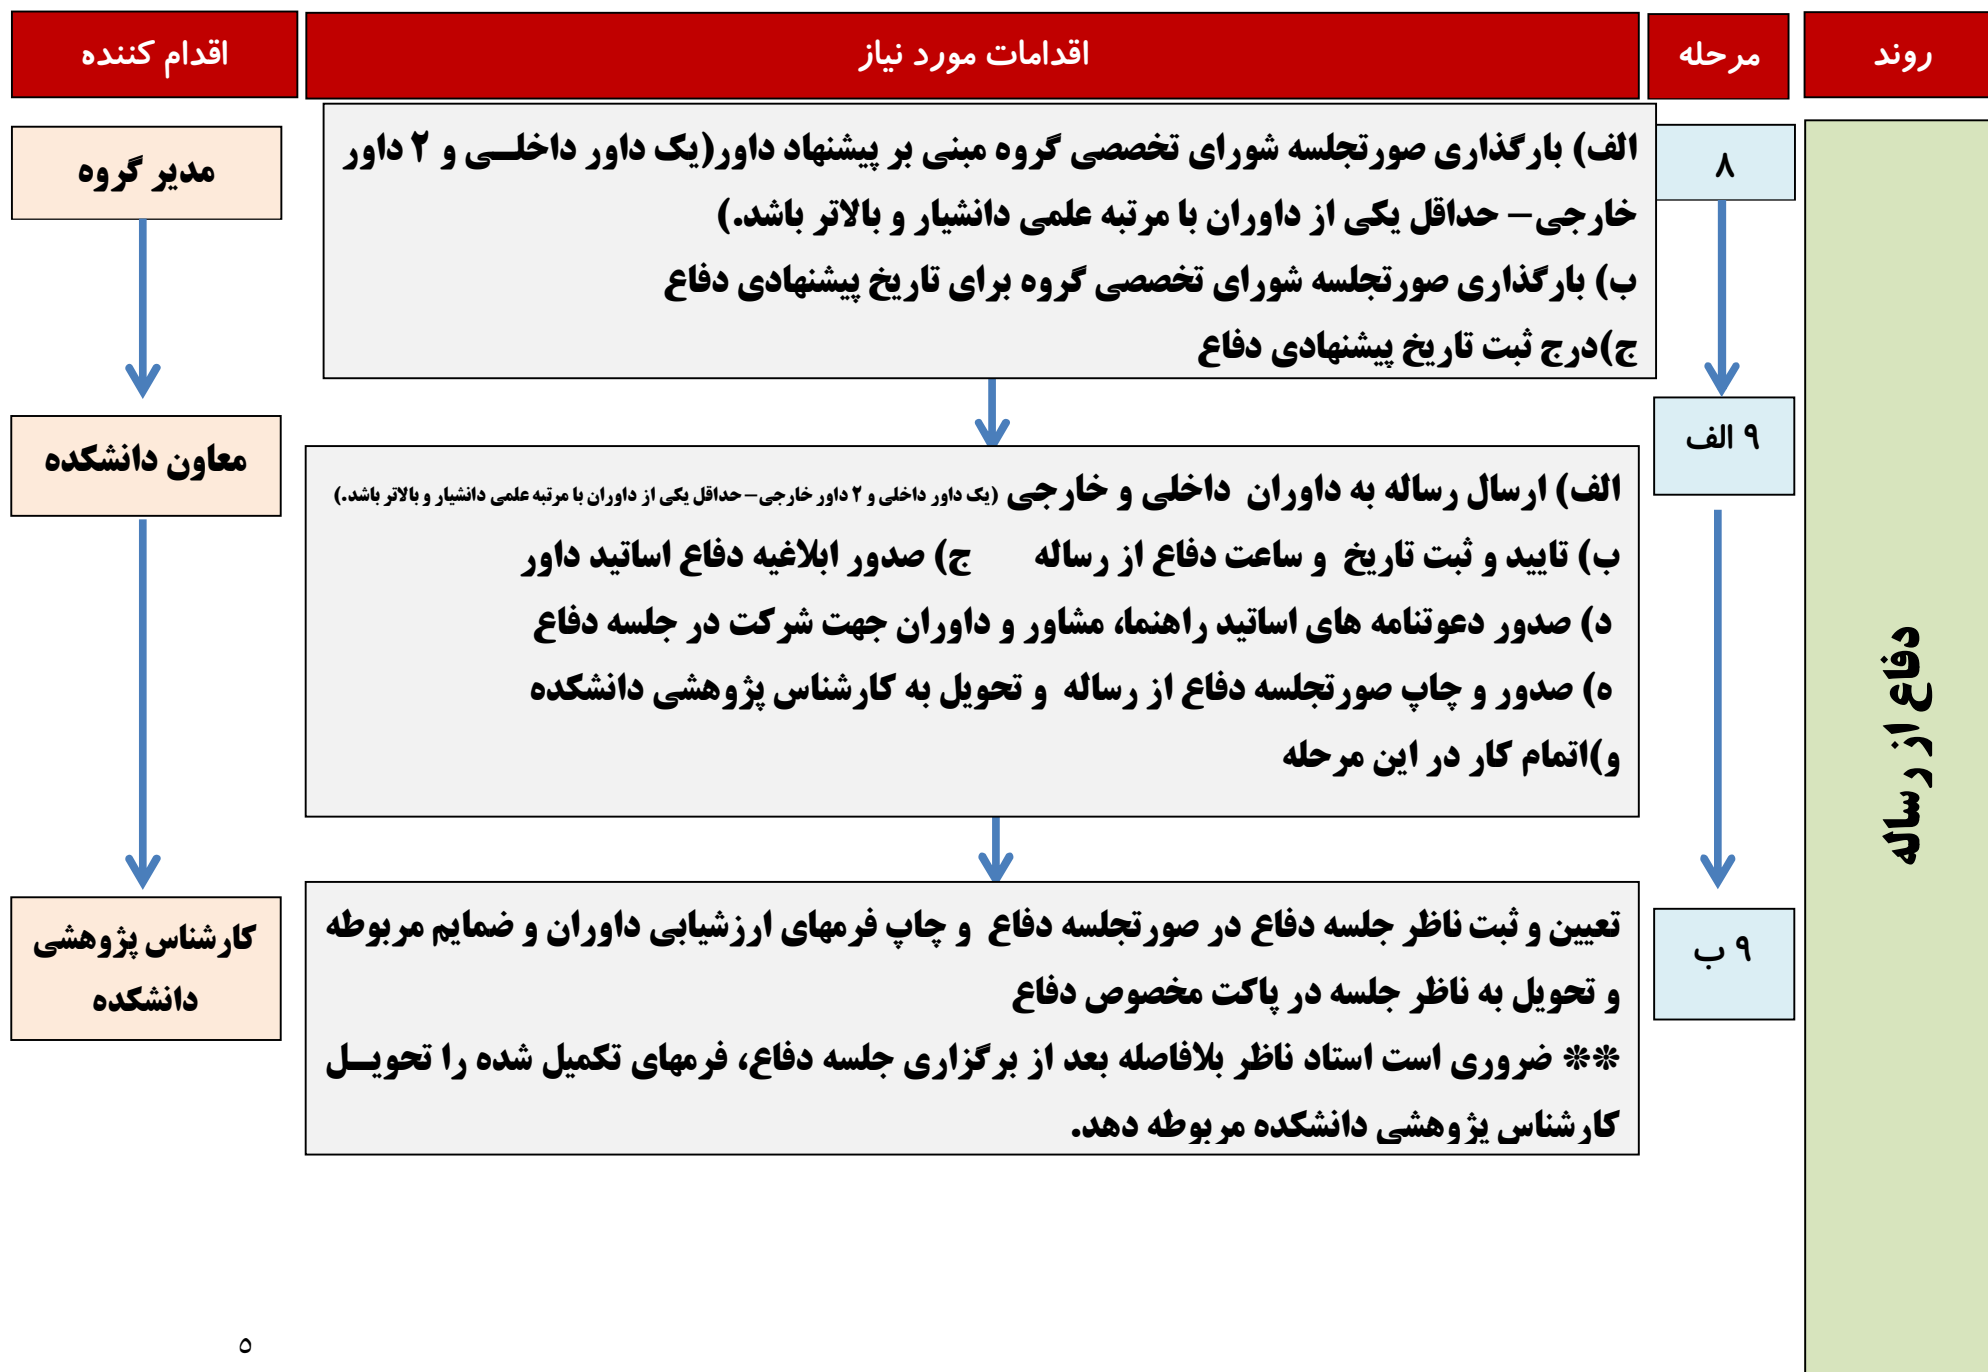 روند
مرحله
اقدامات مورد نیاز
اقدام کننده
دفاع از رساله
۸
الف) بارگذاری صورتجلسه شورای تخصصی گروه مبنی بر پیشنهاد داور(یک داور داخلــی و ۲ داور
خارجی– حداقل یکی از داوران با مرتبه علمی دانشیار و بالاتر باشد.)
ب) بارگذاری صورتجلسه شورای تخصصی گروه برای تاریخ پیشنهادی دفاع
ج)درج ثبت تاریخ پیشنهادی دفاع
مدیر گروه
۹ الف
الف) ارسال رساله به داوران داخلی و خارجی (یک داور داخلی و ۲ داور خارجی– حداقل یکی از داوران با مرتبه علمی دانشیار و بالاتر باشد.)
ب) تایید و ثبت تاریخ و ساعت دفاع از رساله ج) صدور ابلاغیه دفاع اساتید داور
د) صدور دعوتنامه های اساتید راهنما، مشاور و داوران جهت شرکت در جلسه دفاع
ه) صدور و چاپ صورتجلسه دفاع از رساله و تحویل به کارشناس پژوهشی دانشکده
و)اتمام کار در این مرحله
معاون دانشکده
۹ ب
تعیین و ثبت ناظر جلسه دفاع در صورتجلسه دفاع و چاپ فرمهای ارزشیابی داوران و ضمایم مربوطه
و تحویل به ناظر جلسه در پاکت مخصوص دفاع
** ضروری است استاد ناظر بلافاصله بعد از برگزاری جلسه دفاع، فرمهای تکمیل شده را تحویــل
کارشناس پژوهشی دانشکده مربوطه دهد.
کارشناس پژوهشی
دانشکده
۵